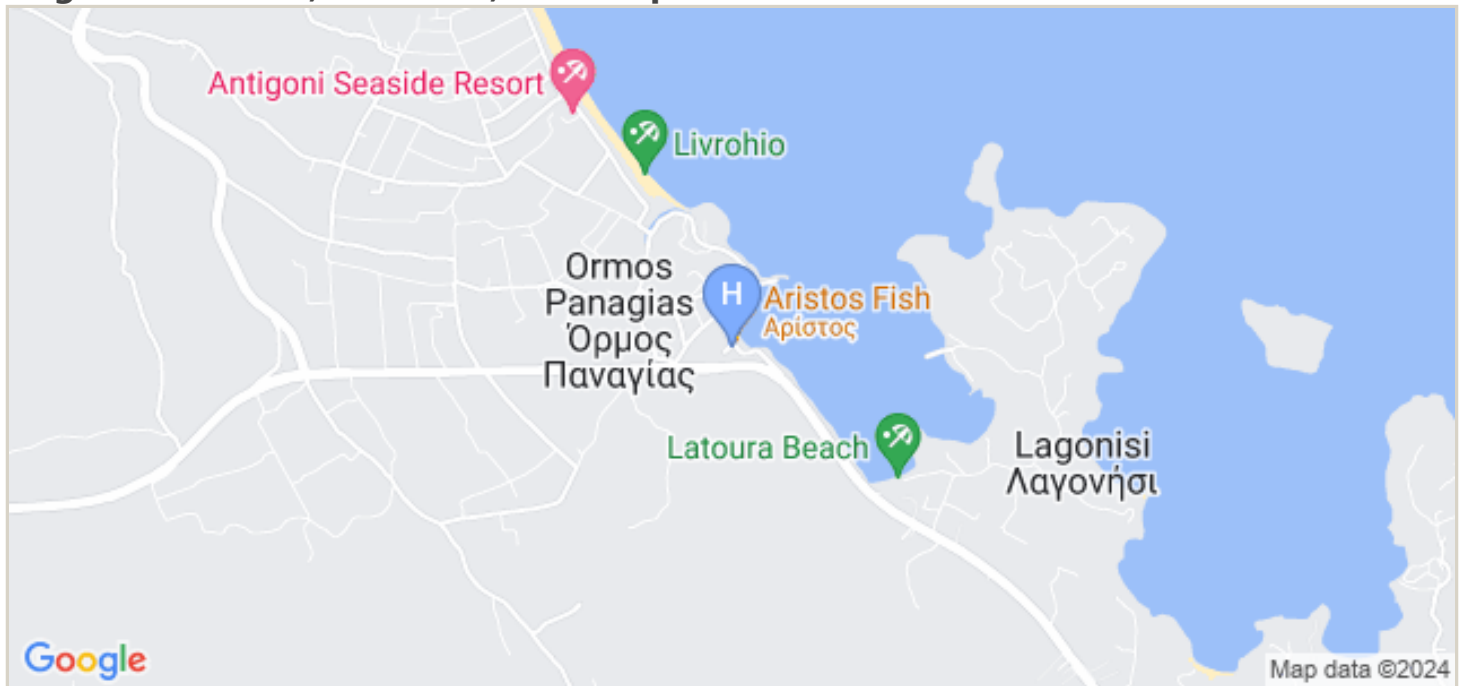 Antigoni Seaside Resort
Livrohio
Ormos
Panagias
Όρμος
Παναγίας
H
Aristos Fish
Αρίστος
Latoura Beach
Lagonisi
Λαγονήσι
Google
Map data ©2024